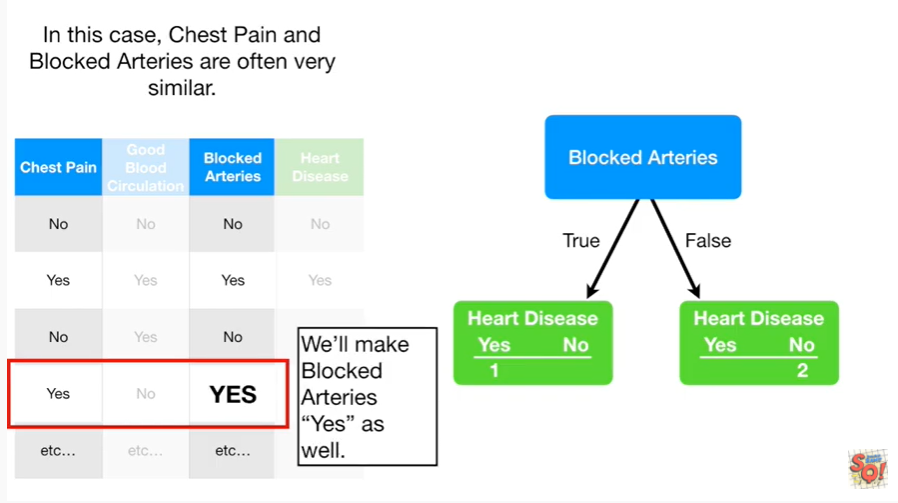 In this case, Chest Pain and
Blocked Arteries are often very
similar.
Chest Pain
Good
Blood
Circulation
Blocked
Arteries
Heart
Disease
No No No No
Yes Yes Yes Yes
No Yes No
Yes No YES
etc… etc… etc…
We’ll make
Blocked
Arteries
“Yes” as
well.
Blocked Arteries
True False
Heart Disease
Yes No
1
Heart Disease
Yes No
2
SQ!